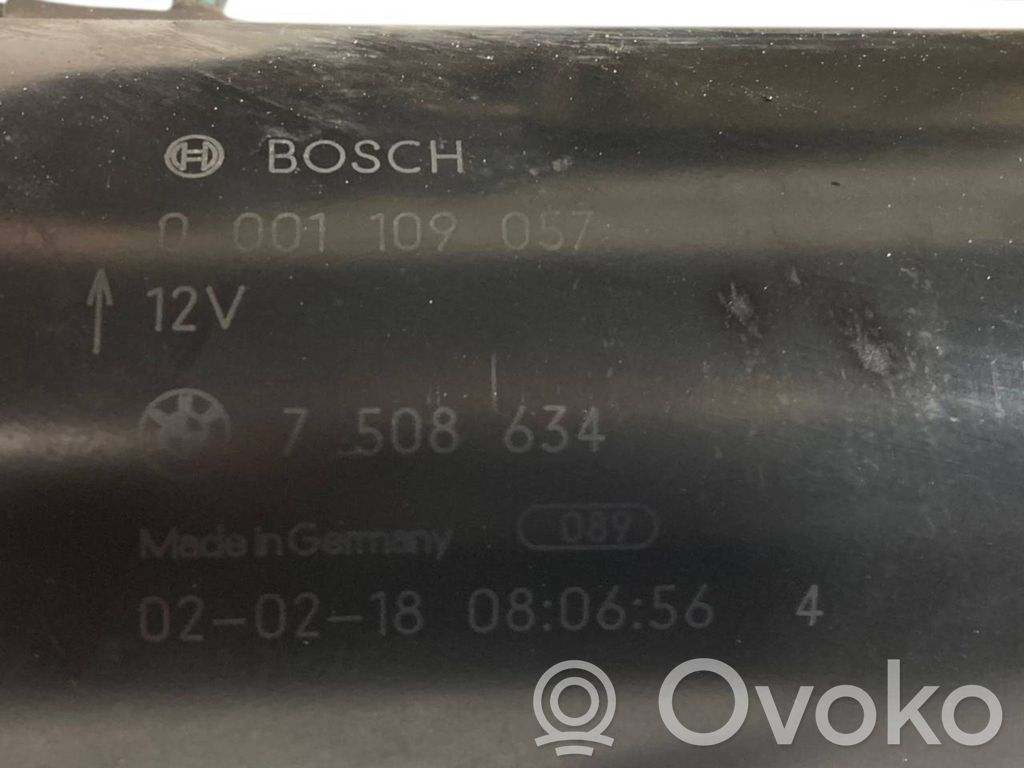 BOSCH
0 001 109 057
12V
7 508 634
Made in Germany 089
02-02-18 08:06:56 4
Ovoko